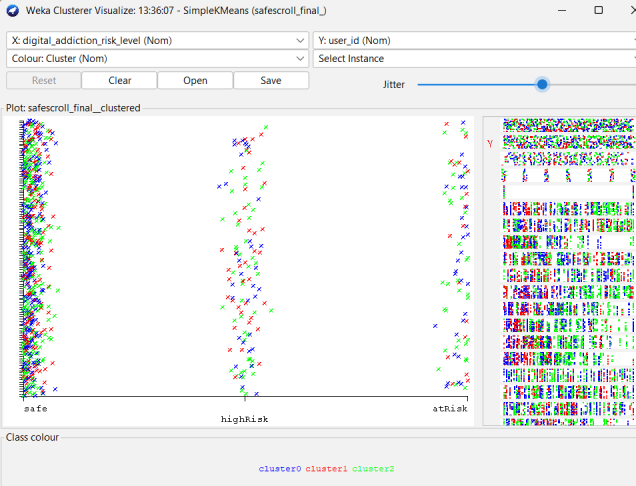 Weka Clusterer Visualize: 13:36:07 - SimpleKMeans (safescroll_final_)
X: digital_addiction_risk_level (Nom) Y: user_id (Nom)
Colour: Cluster (Nom) Select Instance
Reset Clear Open Save Jitter
Plot: safescroll_final__clustered
Y
safe highRisk atRisk
Class colour
cluster0 cluster1 cluster2